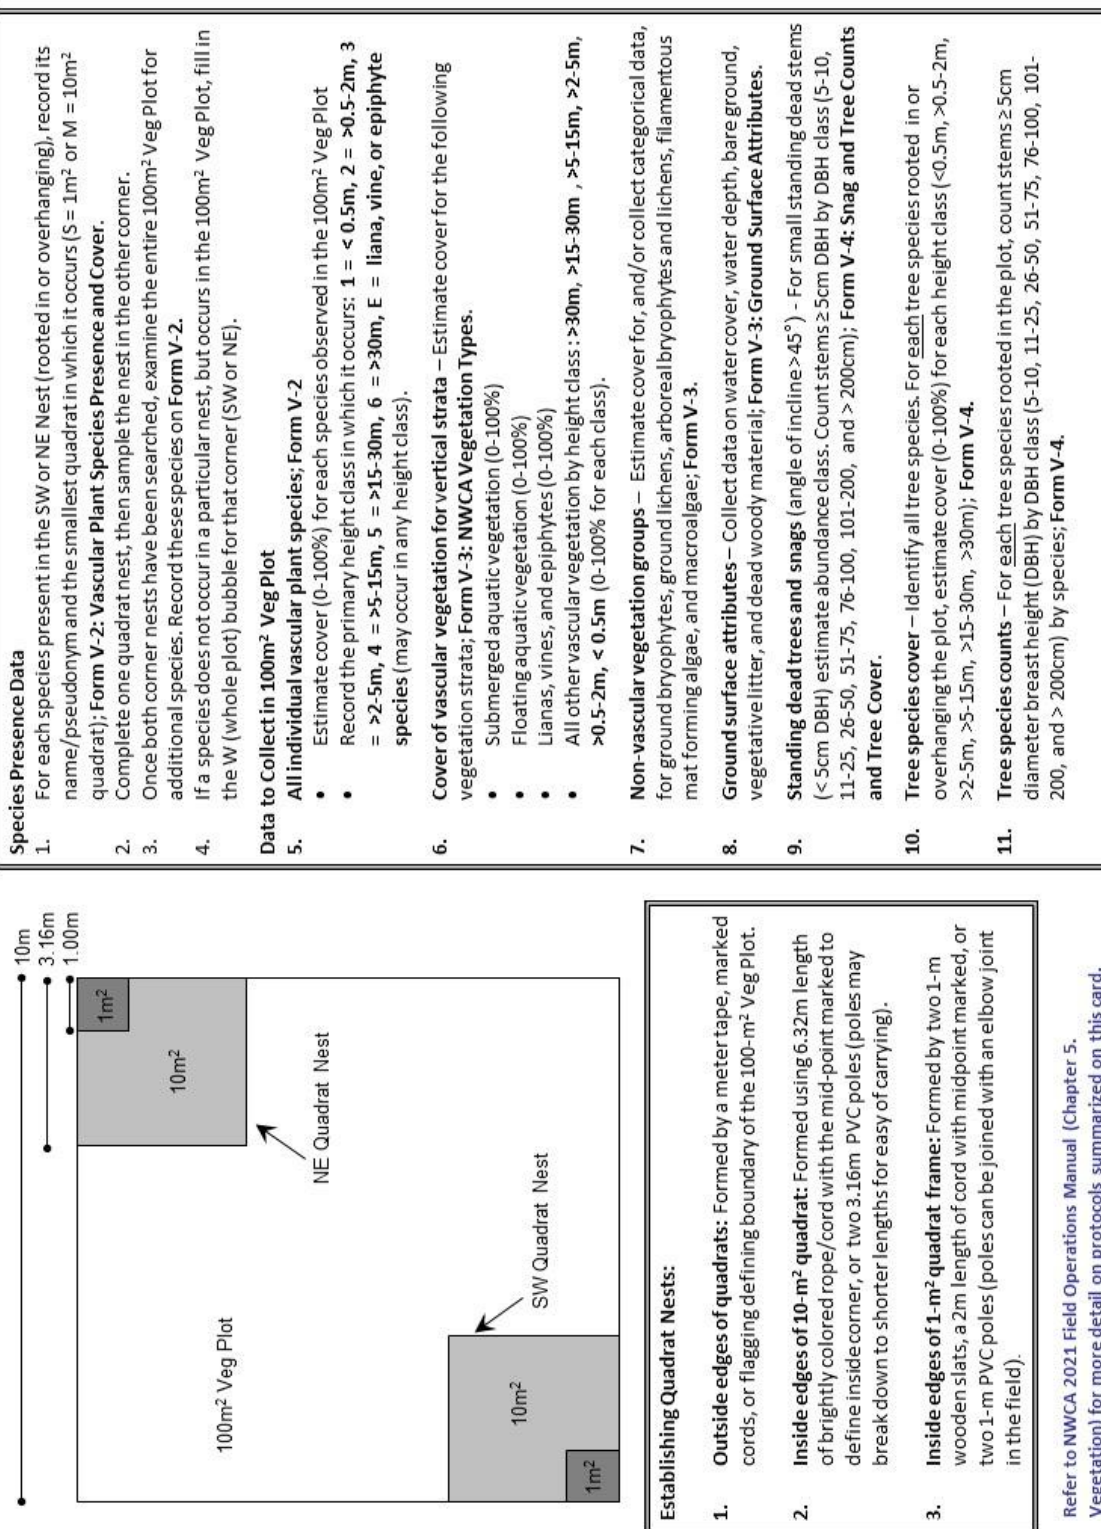 10m
3.16m
1.00m
1m²
10m²
NE Quadrat Nest
100m² Veg Plot
SW Quadrat Nest
10m²
1m²
Establishing Quadrat Nests:
1. Outside edges of quadrats: Formed by a meter tape, marked
cords, or flagging defining boundary of the 100-m² Veg Plot.
2. Inside edges of 10-m² quadrat: Formed using 6.32m length
of brightly colored rope/cord with the mid-point marked to
define inside corner, or two 3.16m PVC poles (poles may
break down to shorter lengths for easy of carrying).
3. Inside edges of 1-m² quadrat frame: Formed by two 1-m
wooden slats, a 2m length of cord with midpoint marked, or
two 1-m PVC poles (poles can be joined with an elbow joint
in the field).
Refer to NWCA 2021 Field Operations Manual (Chapter 5.
Vegetation) for more detail on protocols summarized on this card.
Species Presence Data
1. For each species present in the SW or NE Nest (rooted in or overhanging), record its
name/pseudonym and the smallest quadrat in which it occurs (S = 1m² or M = 10m²
quadrat); Form V-2: Vascular Plant Species Presence and Cover.
2. Complete one quadrat nest, then sample the nest in the other corner.
3. Once both corner nests have been searched, examine the entire 100m² Veg Plot for
additional species. Record these species on Form V-2.
4. If a species does not occur in a particular nest, but occurs in the 100m² Veg Plot, fill in
the W (whole plot) bubble for that corner (SW or NE).
Data to Collect in 100m² Veg Plot
5. All individual vascular plant species; Form V-2
• Estimate cover (0-100%) for each species observed in the 100m² Veg Plot
• Record the primary height class in which it occurs: 1 = < 0.5m, 2 = >0.5-2m, 3
= >2-5m, 4 = >5-15m, 5 = >15-30m, 6 = >30m, E = liana, vine, or epiphyte
species (may occur in any height class).
6. Cover of vascular vegetation for vertical strata – Estimate cover for the following
vegetation strata; Form V-3: NWCA Vegetation Types.
• Submerged aquatic vegetation (0-100%)
• Floating aquatic vegetation (0-100%)
• Lianas, vines, and epiphytes (0-100%)
• All other vascular vegetation by height class: >30m, >15-30m , >5-15m, >2-5m,
>0.5-2m, < 0.5m (0-100% for each class).
7. Non-vascular vegetation groups – Estimate cover for, and/or collect categorical data,
for ground bryophytes, ground lichens, arboreal bryophytes and lichens, filamentous
mat forming algae, and macroalgae; Form V-3.
8. Ground surface attributes – Collect data on water cover, water depth, bare ground,
vegetative litter, and dead woody material; Form V-3: Ground Surface Attributes.
9. Standing dead trees and snags (angle of incline >45°) - For small standing dead stems
(< 5cm DBH) estimate abundance class. Count stems ≥ 5cm DBH by DBH class (5-10,
11-25, 26-50, 51-75, 76-100, 101-200, and > 200cm); Form V-4: Snag and Tree Counts
and Tree Cover.
10. Tree species cover – Identify all tree species. For each tree species rooted in or
overhanging the plot, estimate cover (0-100%) for each height class (<0.5m, >0.5-2m,
>2-5m, >5-15m, >15-30m, >30m); Form V-4.
11. Tree species counts – For each tree species rooted in the plot, count stems ≥ 5cm
diameter breast height (DBH) by DBH class (5-10, 11-25, 26-50, 51-75, 76-100, 101-
200, and > 200cm) by species; Form V-4.